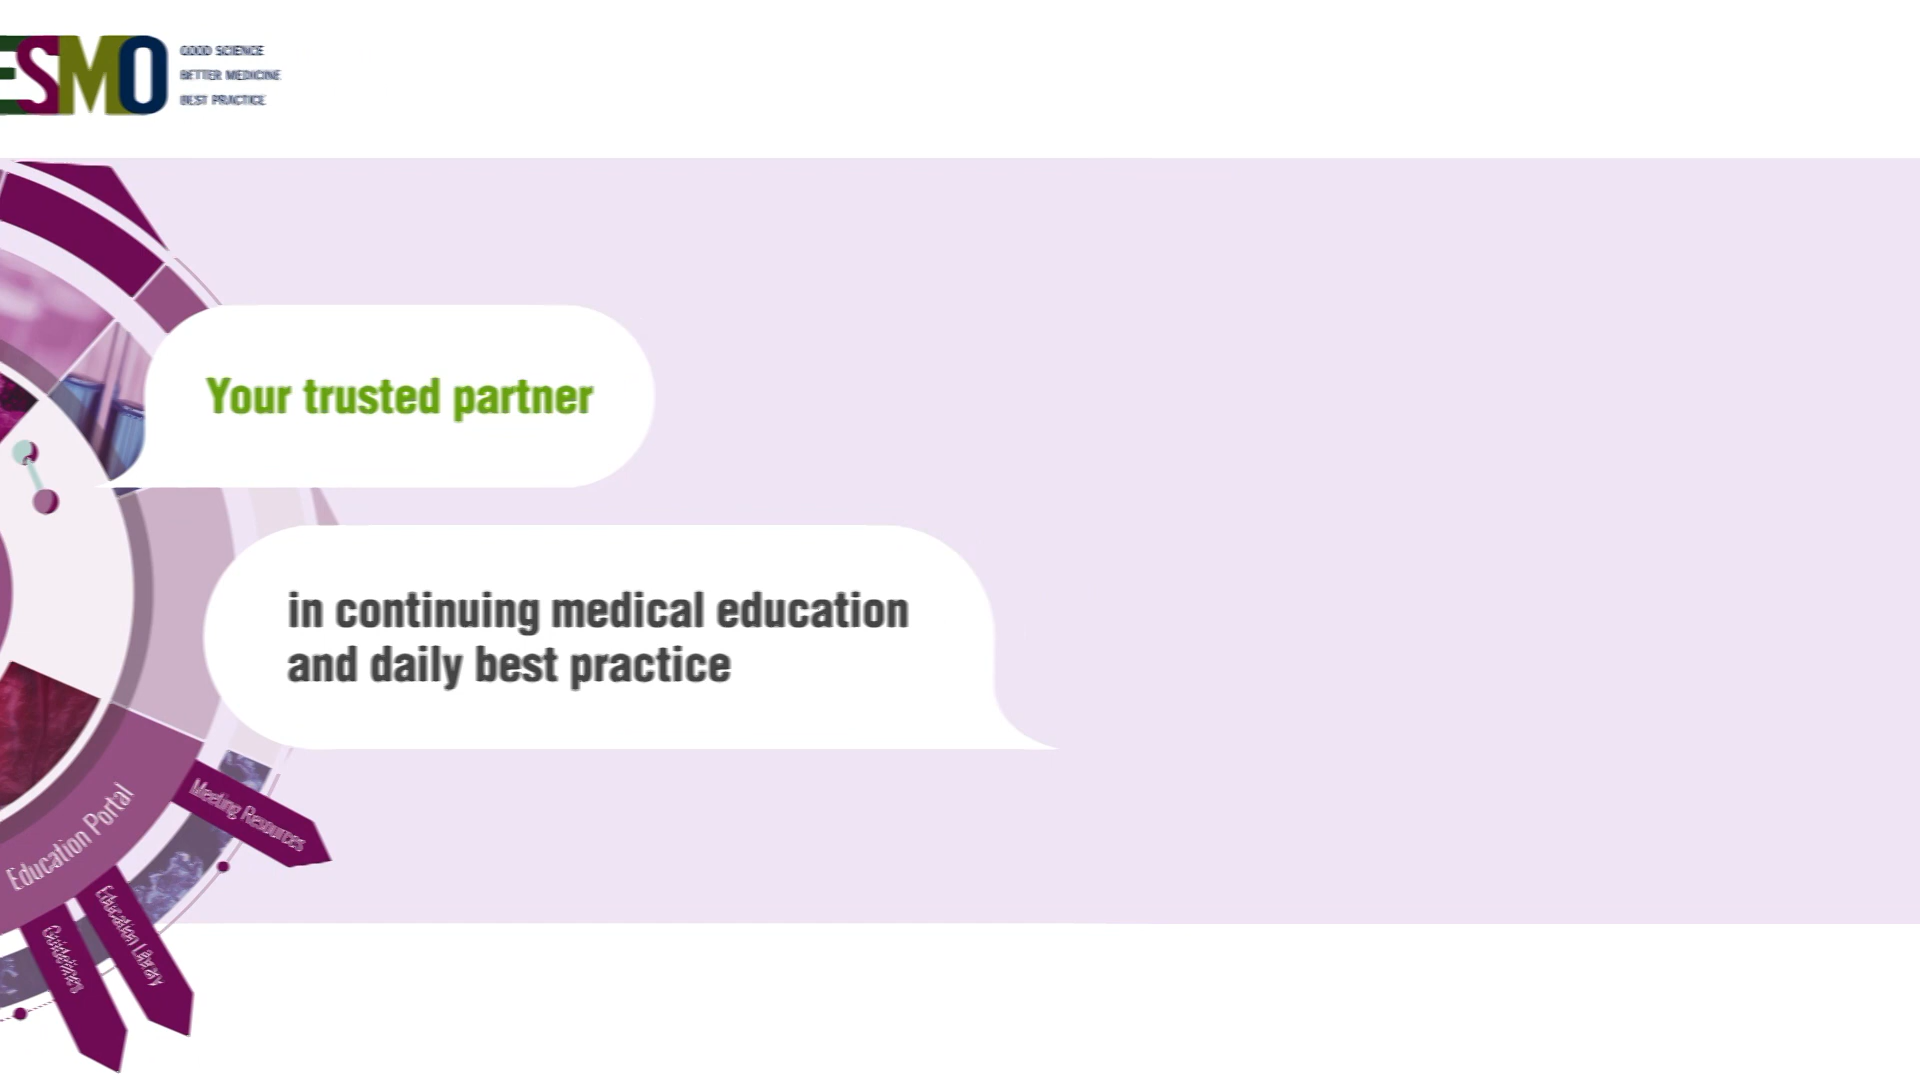 ESMO
GOOD SCIENCE
BETTER MEDICINE
BEST PRACTICE
Your trusted partner
in continuing medical education
and daily best practice
Meeting Resources
Education Portal
Education Library
Guidelines